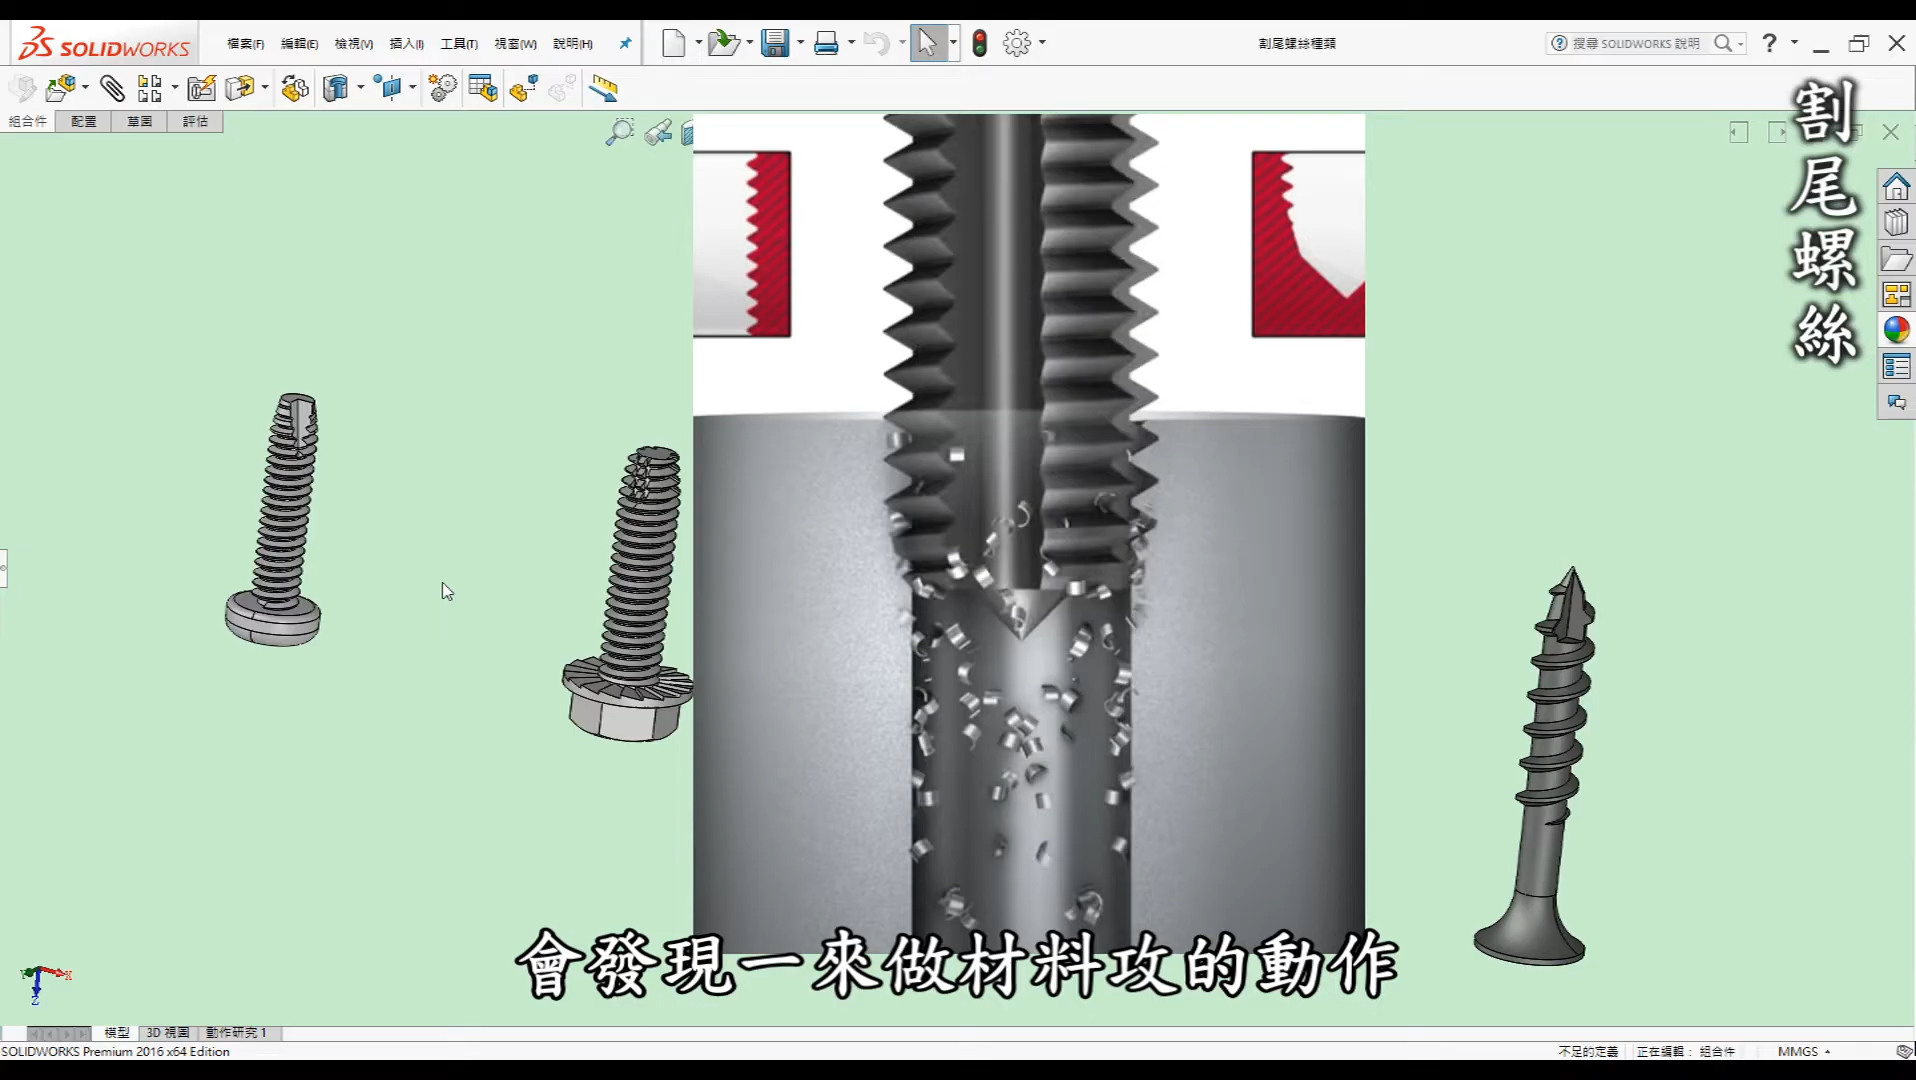 SOLIDWORKS
檔案(F) 編輯(E) 檢視(V) 插入(I) 工具(T) 視窗(W) 說明(H)
割尾螺絲種類
搜尋 SOLIDWORKS 說明
組合件 配置 草圖 評估
割尾螺絲
會發現一來做材料攻的動作
Y X Z
模型 3D 視圖 動作研究 1
SOLIDWORKS Premium 2016 x64 Edition
不足的定義 正在編輯： 組合件 MMGS